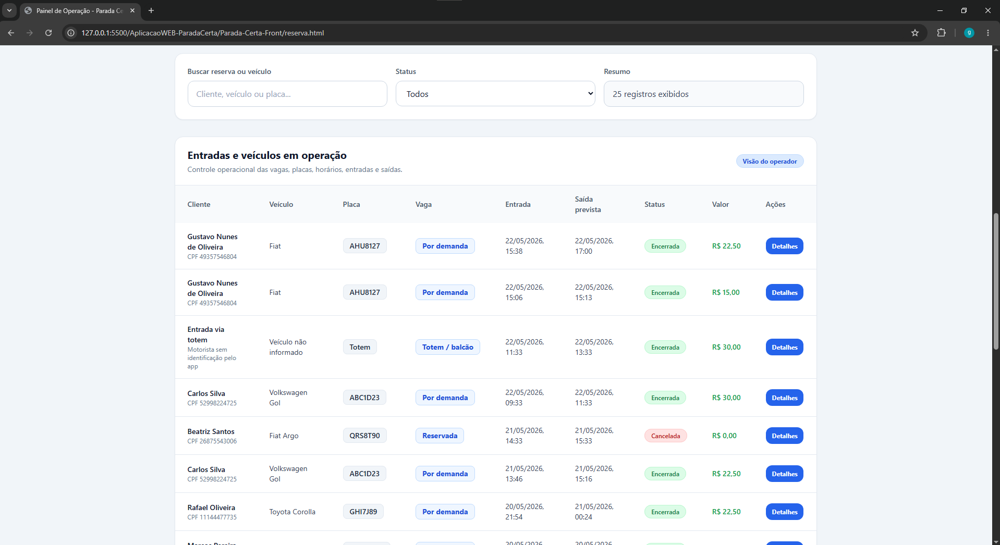 Painel de Operação - Parada Ce
127.0.0.1:5500/AplicacaoWEB-ParadaCerta/Parada-Certa-Front/reserva.html
g
Buscar reserva ou veículo
Status
Resumo
Cliente, veículo ou placa...
Todos
25 registros exibidos
Entradas e veículos em operação
Controle operacional das vagas, placas, horários, entradas e saídas.
Visão do operador
Cliente
Veículo
Placa
Vaga
Entrada
Saída
prevista
Status
Valor
Ações
Gustavo Nunes
de Oliveira
CPF 49357546804
Fiat
AHU8127
Por demanda
22/05/2026,
15:38
22/05/2026,
17:00
Encerrada
R$ 22,50
Detalhes
Gustavo Nunes
de Oliveira
CPF 49357546804
Fiat
AHU8127
Por demanda
22/05/2026,
15:06
22/05/2026,
15:13
Encerrada
R$ 15,00
Detalhes
Entrada via
totem
Motorista sem
identificação pelo
app
Veículo não
informado
Totem
Totem / balcão
22/05/2026,
11:33
22/05/2026,
13:33
Encerrada
R$ 30,00
Detalhes
Carlos Silva
CPF 52998224725
Volkswagen
Gol
ABC1D23
Por demanda
22/05/2026,
09:33
22/05/2026,
11:33
Encerrada
R$ 30,00
Detalhes
Beatriz Santos
CPF 26875543006
Fiat Argo
QRS8T90
Reservada
21/05/2026,
14:33
21/05/2026,
15:33
Cancelada
R$ 0,00
Detalhes
Carlos Silva
CPF 52998224725
Volkswagen
Gol
ABC1D23
Por demanda
21/05/2026,
13:46
21/05/2026,
15:16
Encerrada
R$ 22,50
Detalhes
Rafael Oliveira
CPF 11144477735
Toyota Corolla
GHI7J89
Por demanda
20/05/2026,
21:54
21/05/2026,
00:24
Encerrada
R$ 22,50
Detalhes
20/05/2026,
20/05/2026,